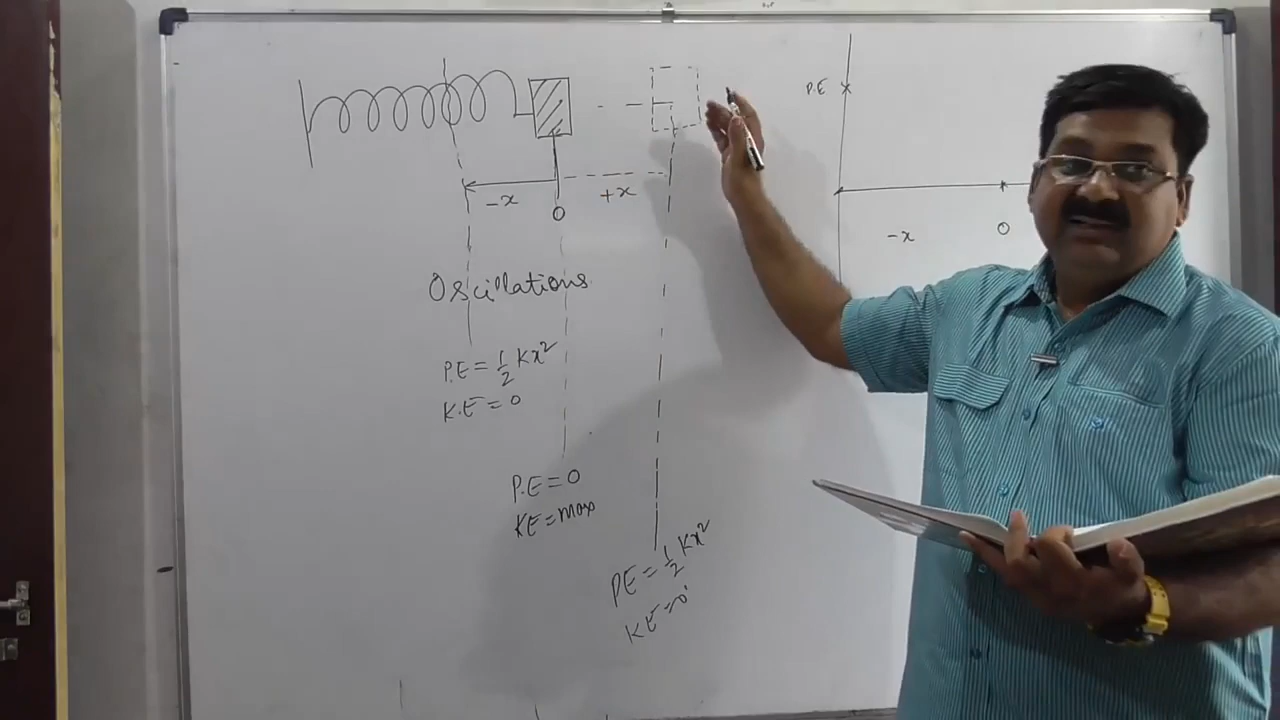 P.E
-x
+x
0
-x
0
Oscillations
P.E = 1/2 Kx²
K.E = 0
P.E = 0
KE = max
PE = 1/2 Kx²
KE = 0